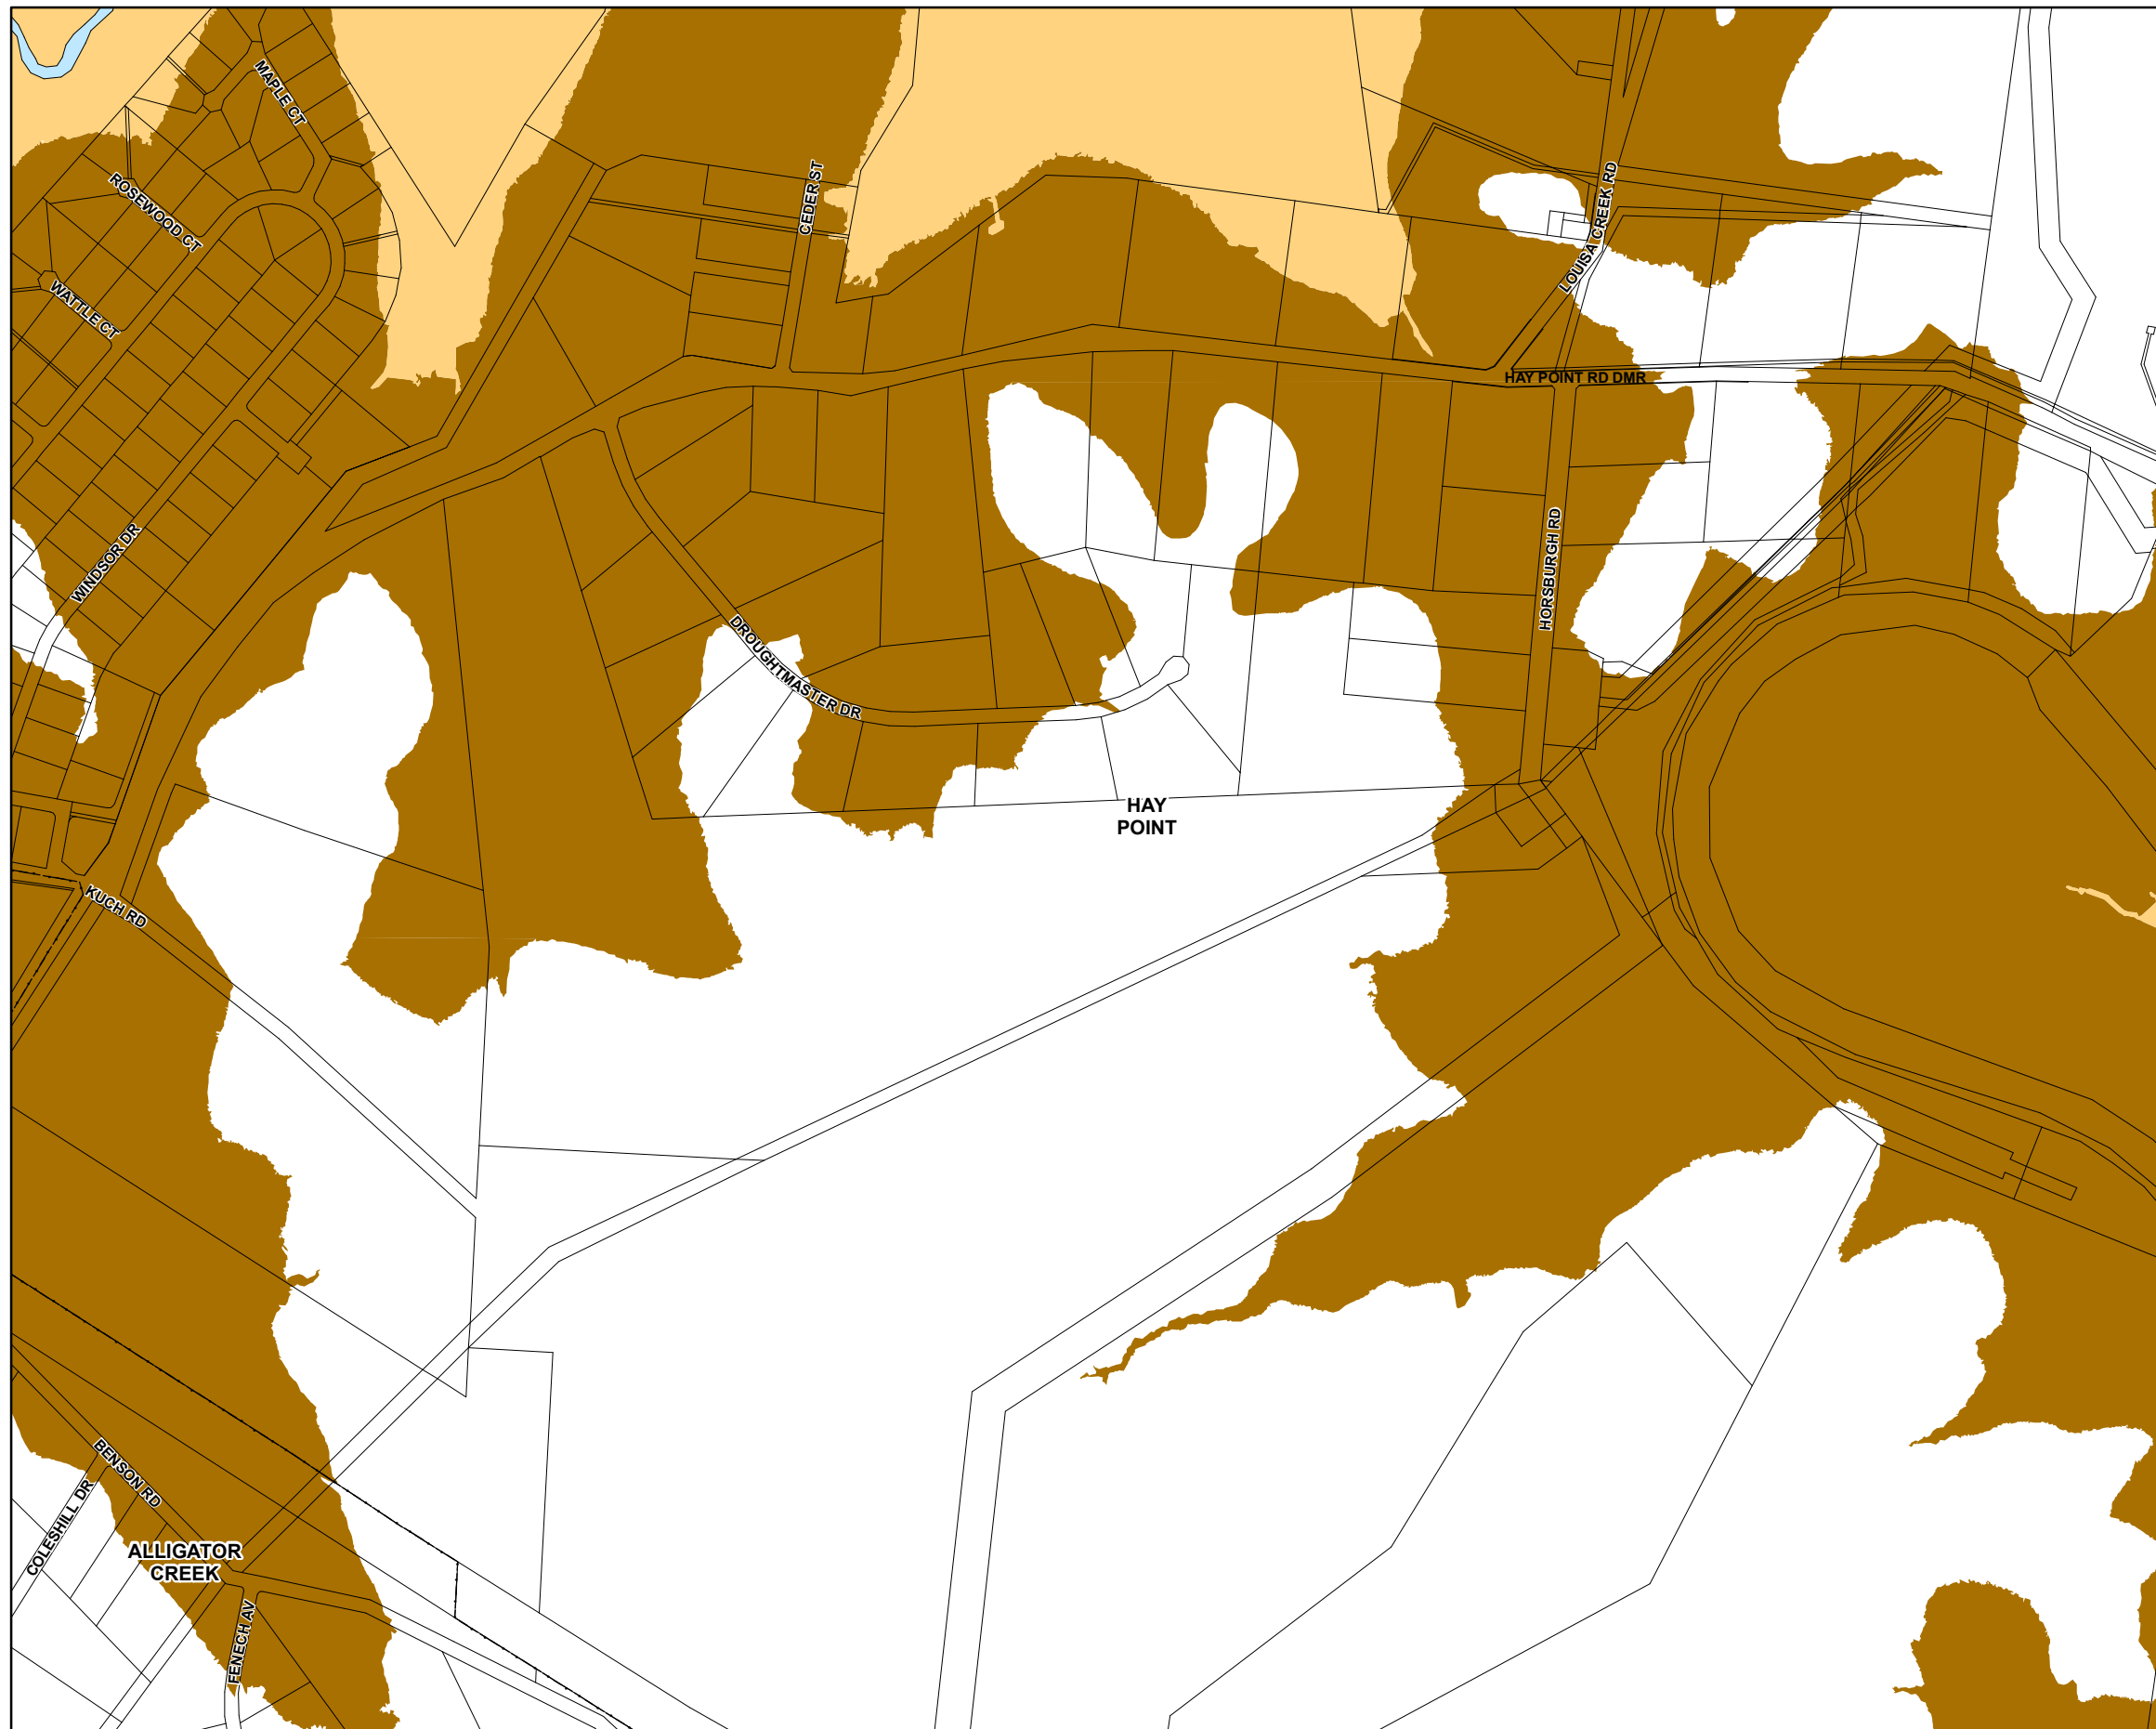 MAPLE CT
ROSEWOOD CT
CEDER ST
LOUISA CREEK RD
WATTLE CT
HAY POINT RD DMR
WINDSOR DR
HORSBURGH RD
DROUGHTMASTER DR
HAY
POINT
KUCH RD
BENSON RD
COLESHILL DR
ALLIGATOR
CREEK
FENECH AV